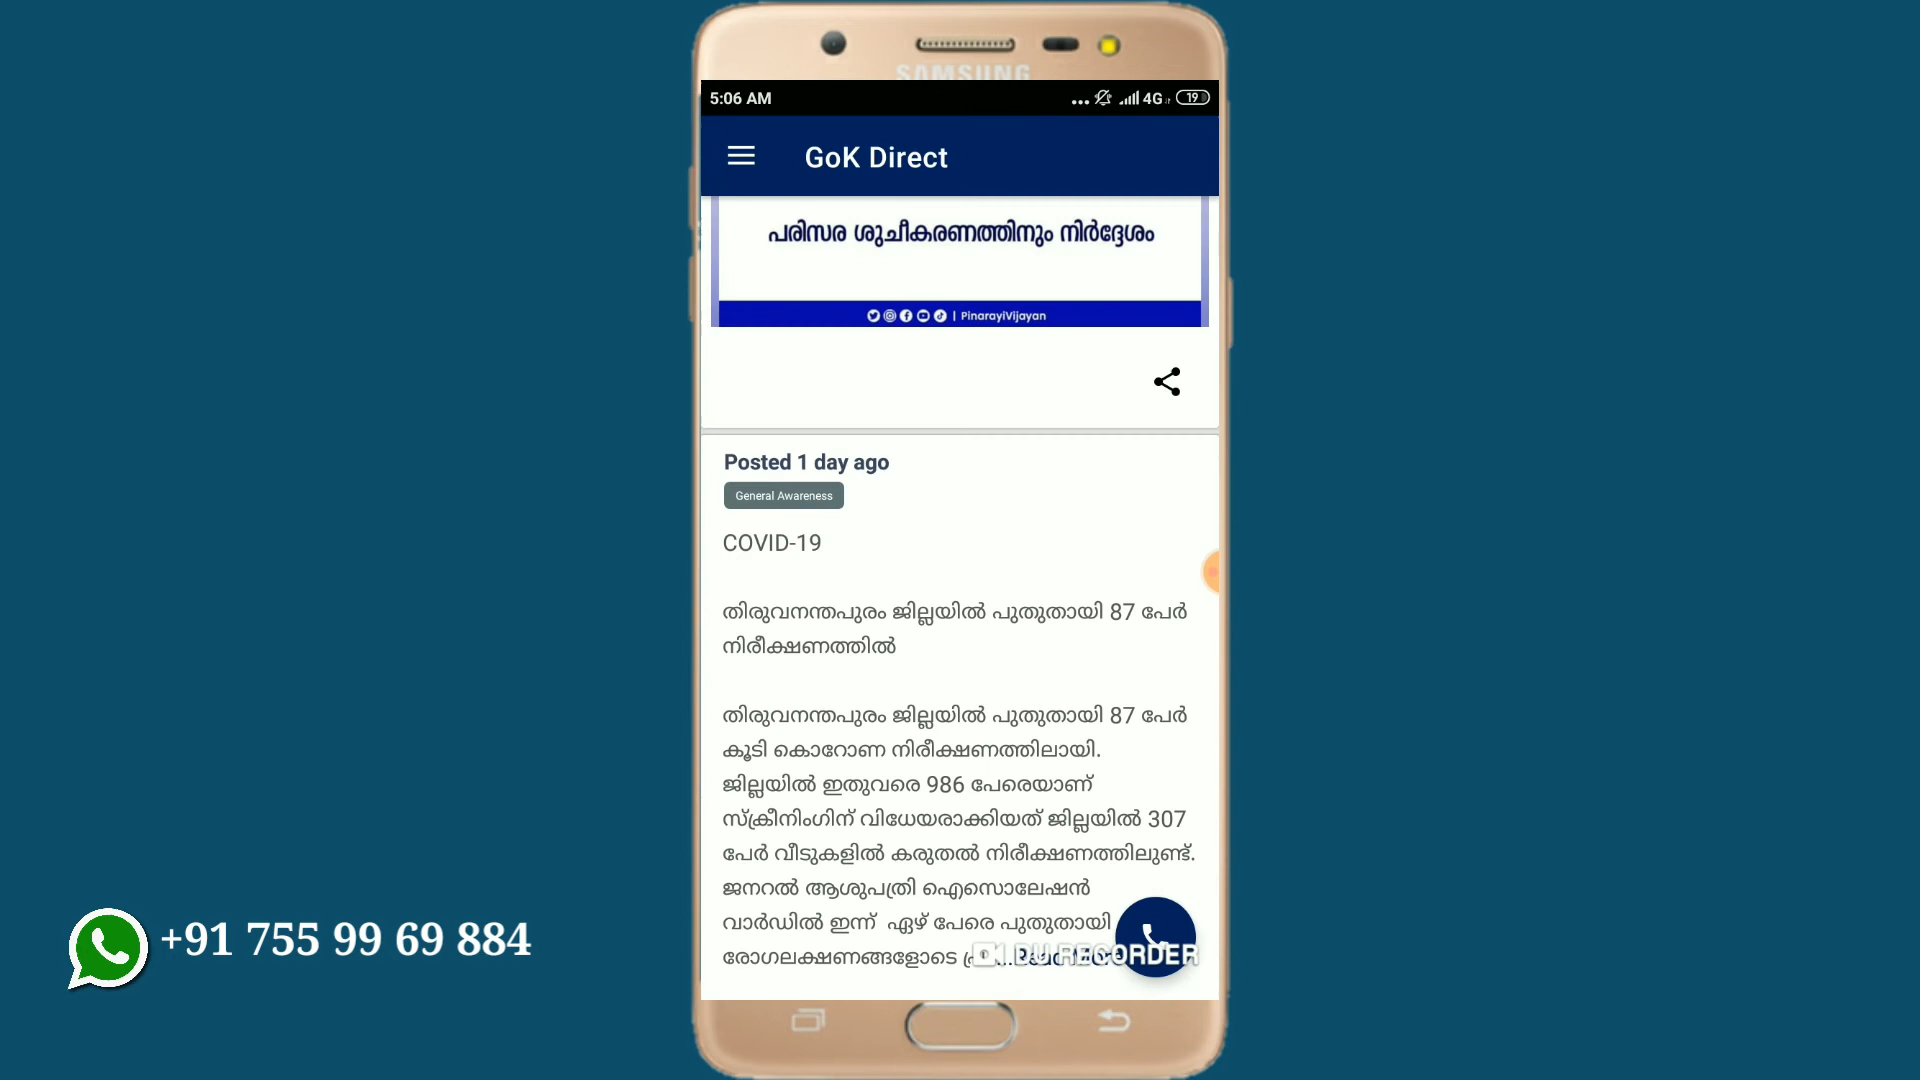 SAMSUNG
5:06 AM
4G
19
GoK Direct
പരിസര ശുചീകരണത്തിനും നിർദ്ദേശം
| PinarayiVijayan
Posted 1 day ago
General Awareness
COVID-19
തിരുവനന്തപുരം ജില്ലയിൽ പുതുതായി 87 പേർ
നിരീക്ഷണത്തിൽ
തിരുവനന്തപുരം ജില്ലയിൽ പുതുതായി 87 പേർ
കൂടി കൊറോണ നിരീക്ഷണത്തിലായി.
ജില്ലയിൽ ഇതുവരെ 986 പേരെയാണ്
സ്ക്രീനിംഗിന് വിധേയരാക്കിയത് ജില്ലയിൽ 307
പേർ വീടുകളിൽ കരുതൽ നിരീക്ഷണത്തിലുണ്ട്.
ജനറൽ ആശുപത്രി ഐസൊലേഷൻ
വാർഡിൽ ഇന്ന് ഏഴ് പേരെ പുതുതായി
രോഗലക്ഷണങ്ങളോടെ ...Read More
DU RECORDER
+91 755 99 69 884